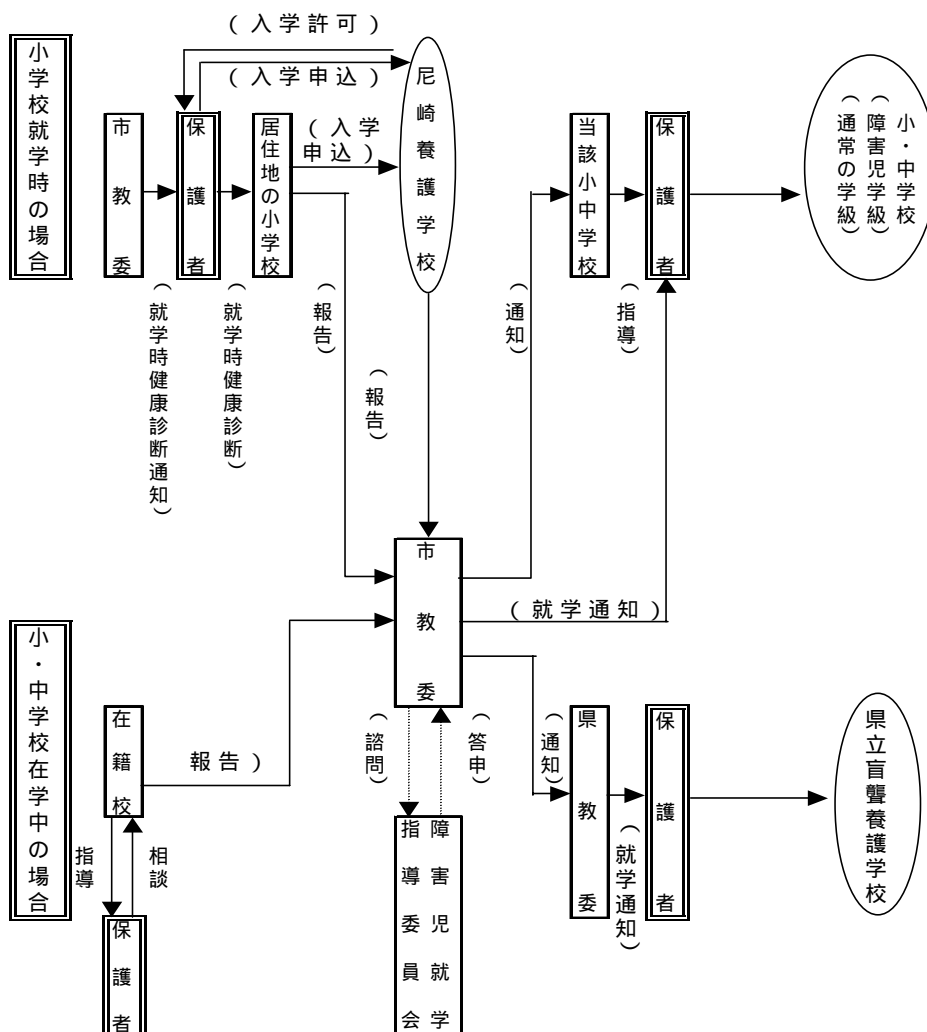 小学校就学時の場合
市教委
保護者
居住地の小学校
(入学許可)
(入学申込)
(入学
申込)
尼崎養護学校
(就学時健康診断通知)
(就学時健康診断)
(報告)
(報告)
(通知)
当該小中学校
(指導)
保護者
小・中学校
(障害児学級)
(通常の学級)
市教委
(就学通知)
小・中学校在学中の場合
在籍校
報告)
指導
相談
保護者
(諮問)
(答申)
障害児就学
指導委員会
(通知)
県教委
(就学通知)
保護者
県立盲聾養護学校